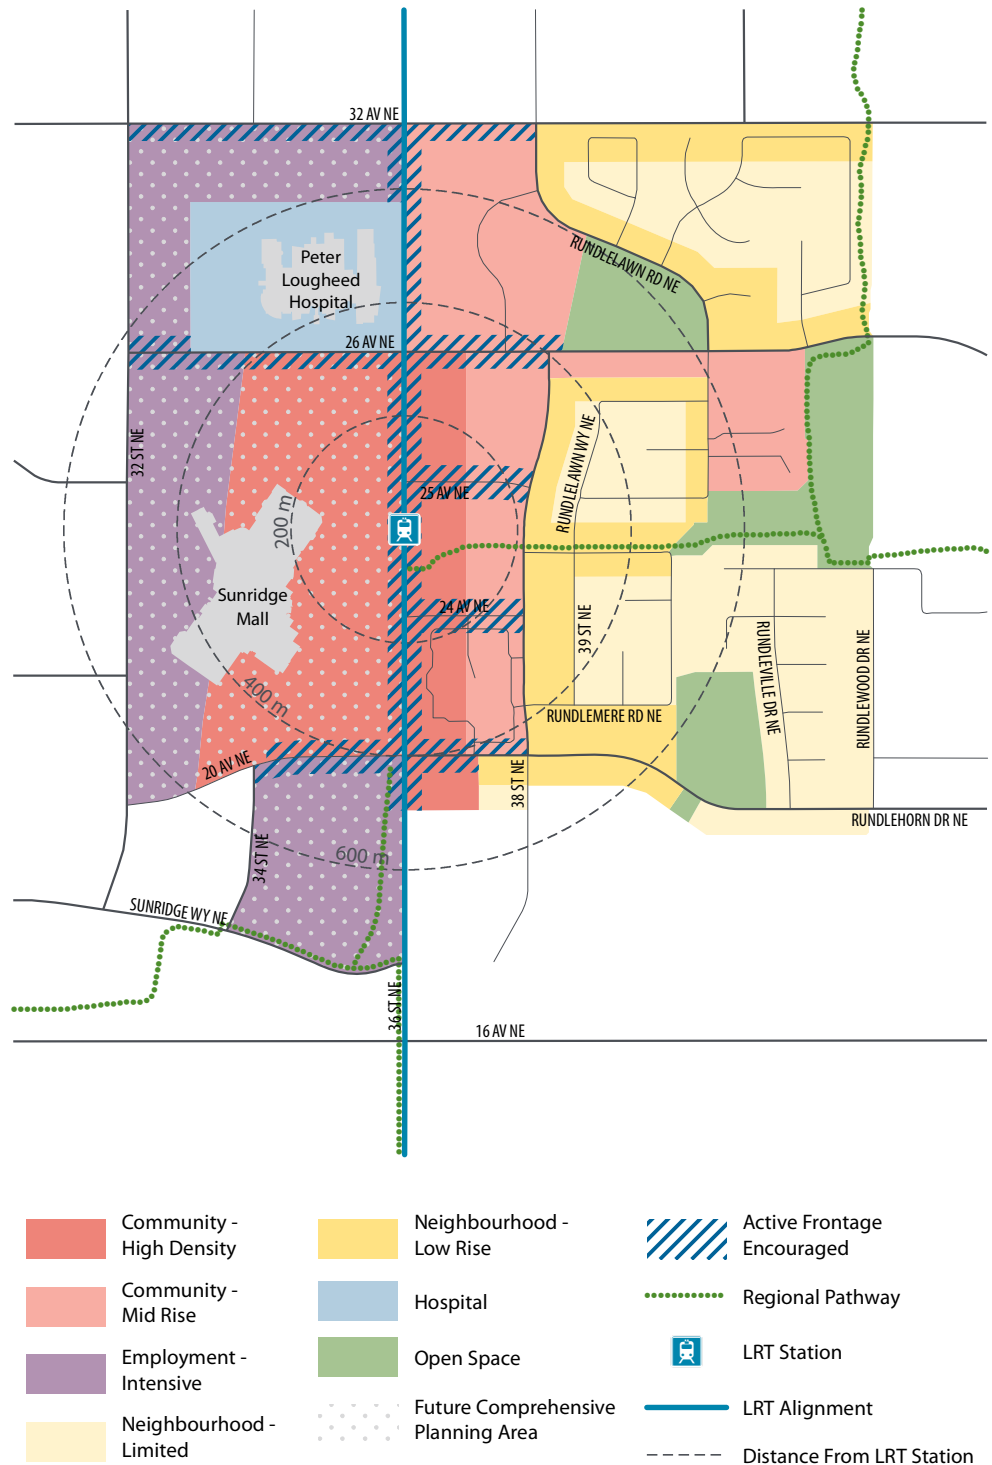 32 AV NE
RUNDLELAWN RD NE
Peter
Lougheed
Hospital
26 AV NE
32 ST NE
RUNDLELAWN WY NE
25 AV NE
200 m
Sunridge
Mall
24 AV NE
39 ST NE
RUNDLEVILLE DR NE
RUNDLEWOOD DR NE
400 m
RUNDLEMERE RD NE
20 AV NE
38 ST NE
RUNDLEHORN DR NE
34 ST NE
600 m
SUNRIDGE WY NE
36 ST NE
16 AV NE
Community -
High Density
Community -
Mid Rise
Employment -
Intensive
Neighbourhood -
Limited
Neighbourhood -
Low Rise
Hospital
Open Space
Future Comprehensive
Planning Area
Active Frontage
Encouraged
Regional Pathway
LRT Station
LRT Alignment
Distance From LRT Station